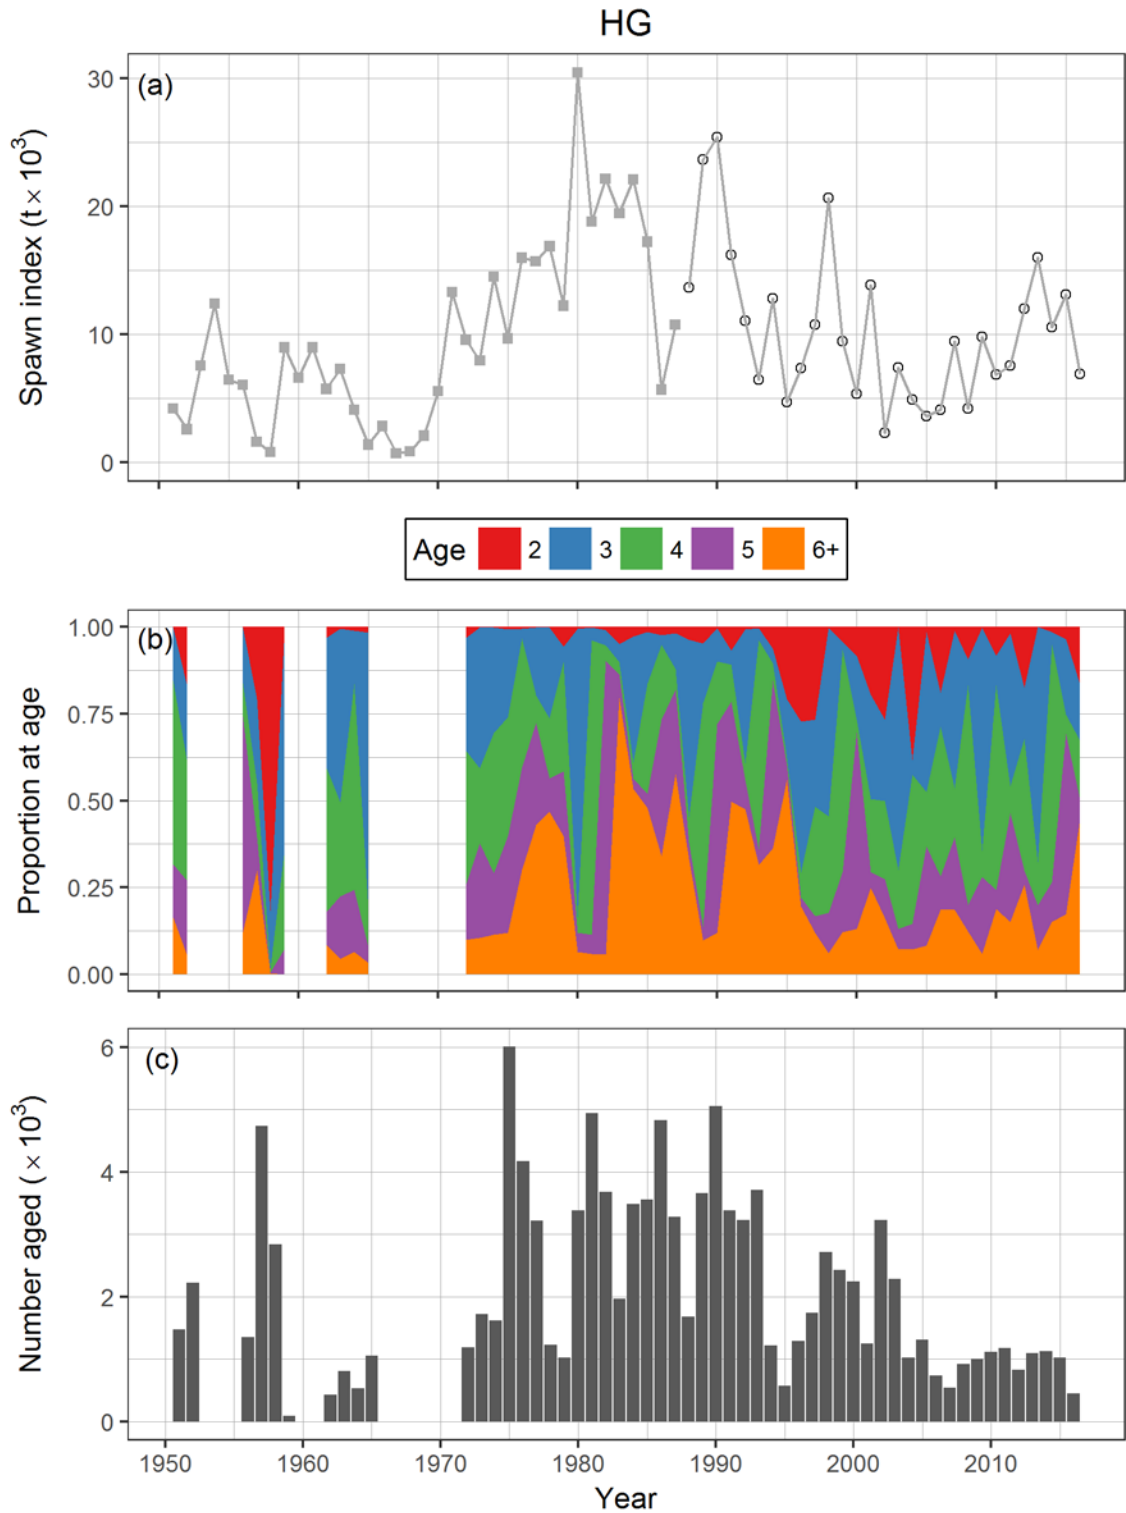 HG
(a)
Spawn index (t × 10³)
30
20
10
0
Age 2 3 4 5 6+
(b)
Proportion at age
1.00
0.75
0.50
0.25
0.00
(c)
Number aged ( × 10³)
6
4
2
0
1950 1960 1970 1980 1990 2000 2010
Year